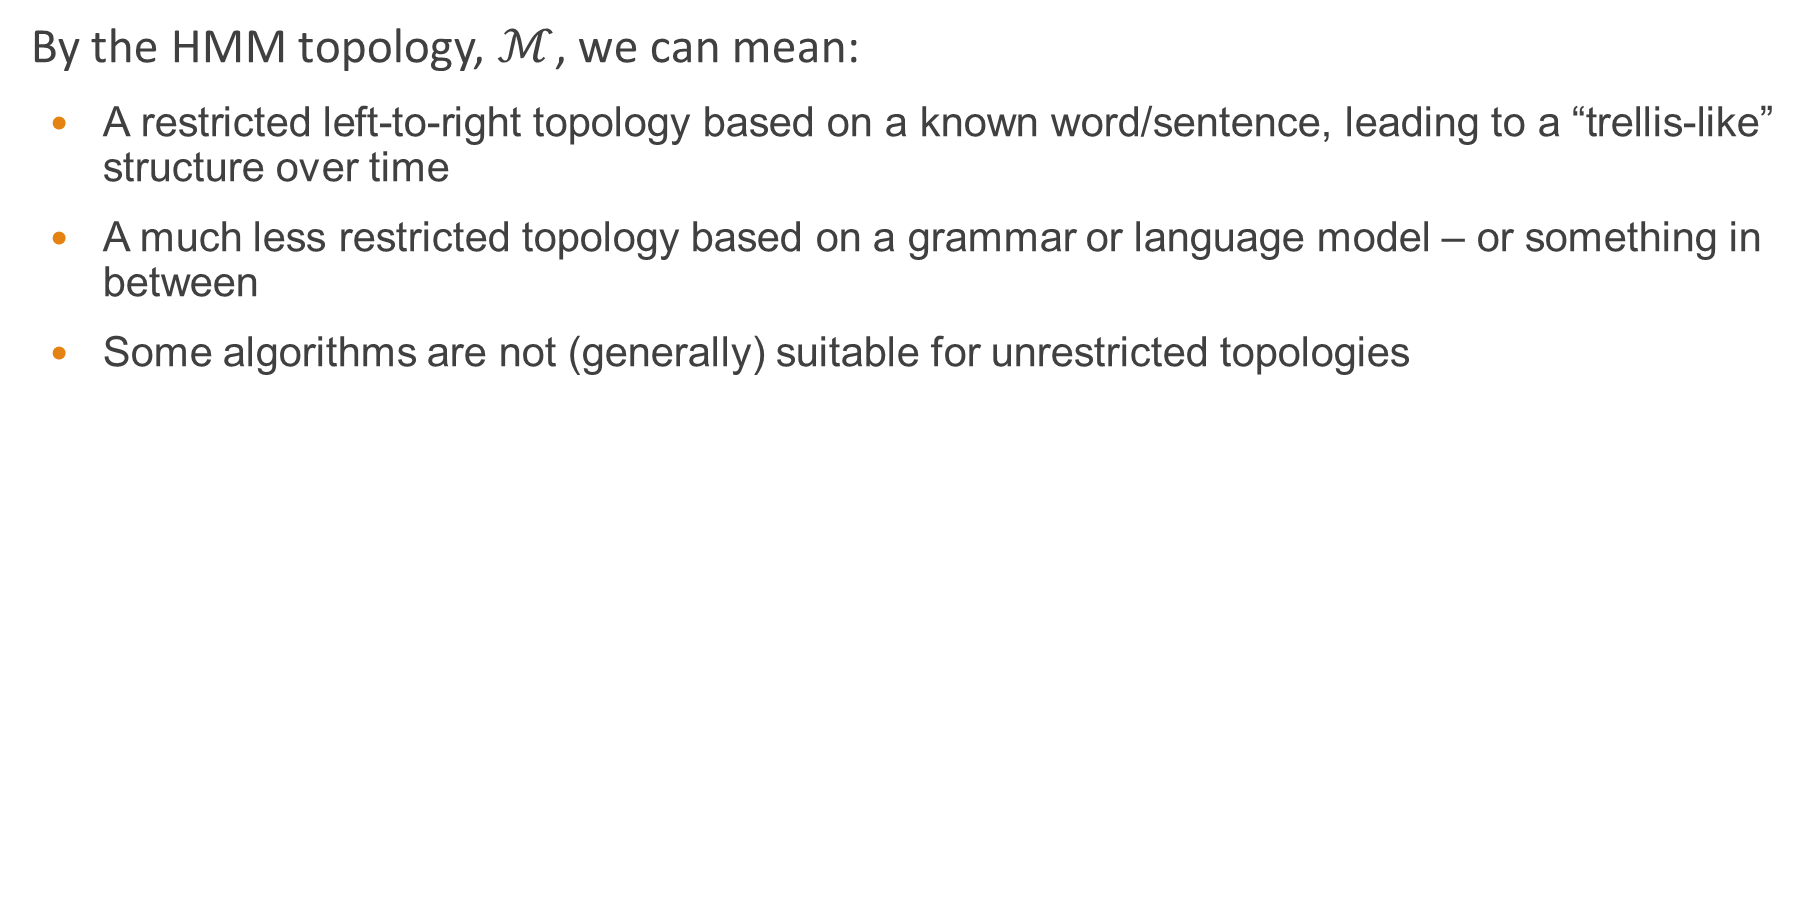 By the HMM topology, ℳ, we can mean:
• A restricted left-to-right topology based on a known word/sentence, leading to a “trellis-like”
structure over time
• A much less restricted topology based on a grammar or language model – or something in
between
• Some algorithms are not (generally) suitable for unrestricted topologies